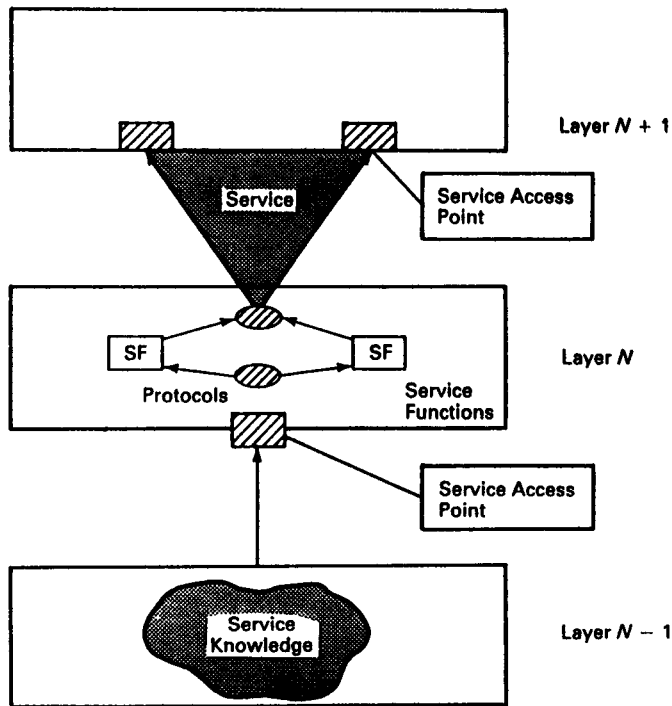 Layer N + 1
Service
Service Access
Point
SF
SF
Layer N
Protocols
Service
Functions
Service Access
Point
Service
Knowledge
Layer N − 1